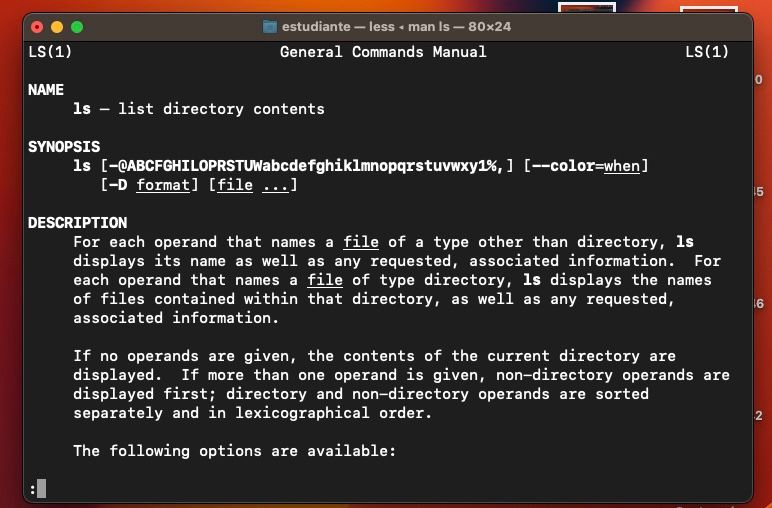 estudiante — less ◂ man ls — 80×24
LS(1) General Commands Manual LS(1)
NAME
ls – list directory contents
SYNOPSIS
ls [-@ABCFGHILOPRSTUWabcdefghiklmnopqrstuvwxy1%,] [--color=when]
[-D format] [file ...]
DESCRIPTION
For each operand that names a file of a type other than directory, ls
displays its name as well as any requested, associated information.  For
each operand that names a file of type directory, ls displays the names
of files contained within that directory, as well as any requested,
associated information.
If no operands are given, the contents of the current directory are
displayed.  If more than one operand is given, non-directory operands are
displayed first; directory and non-directory operands are sorted
separately and in lexicographical order.
The following options are available:
: